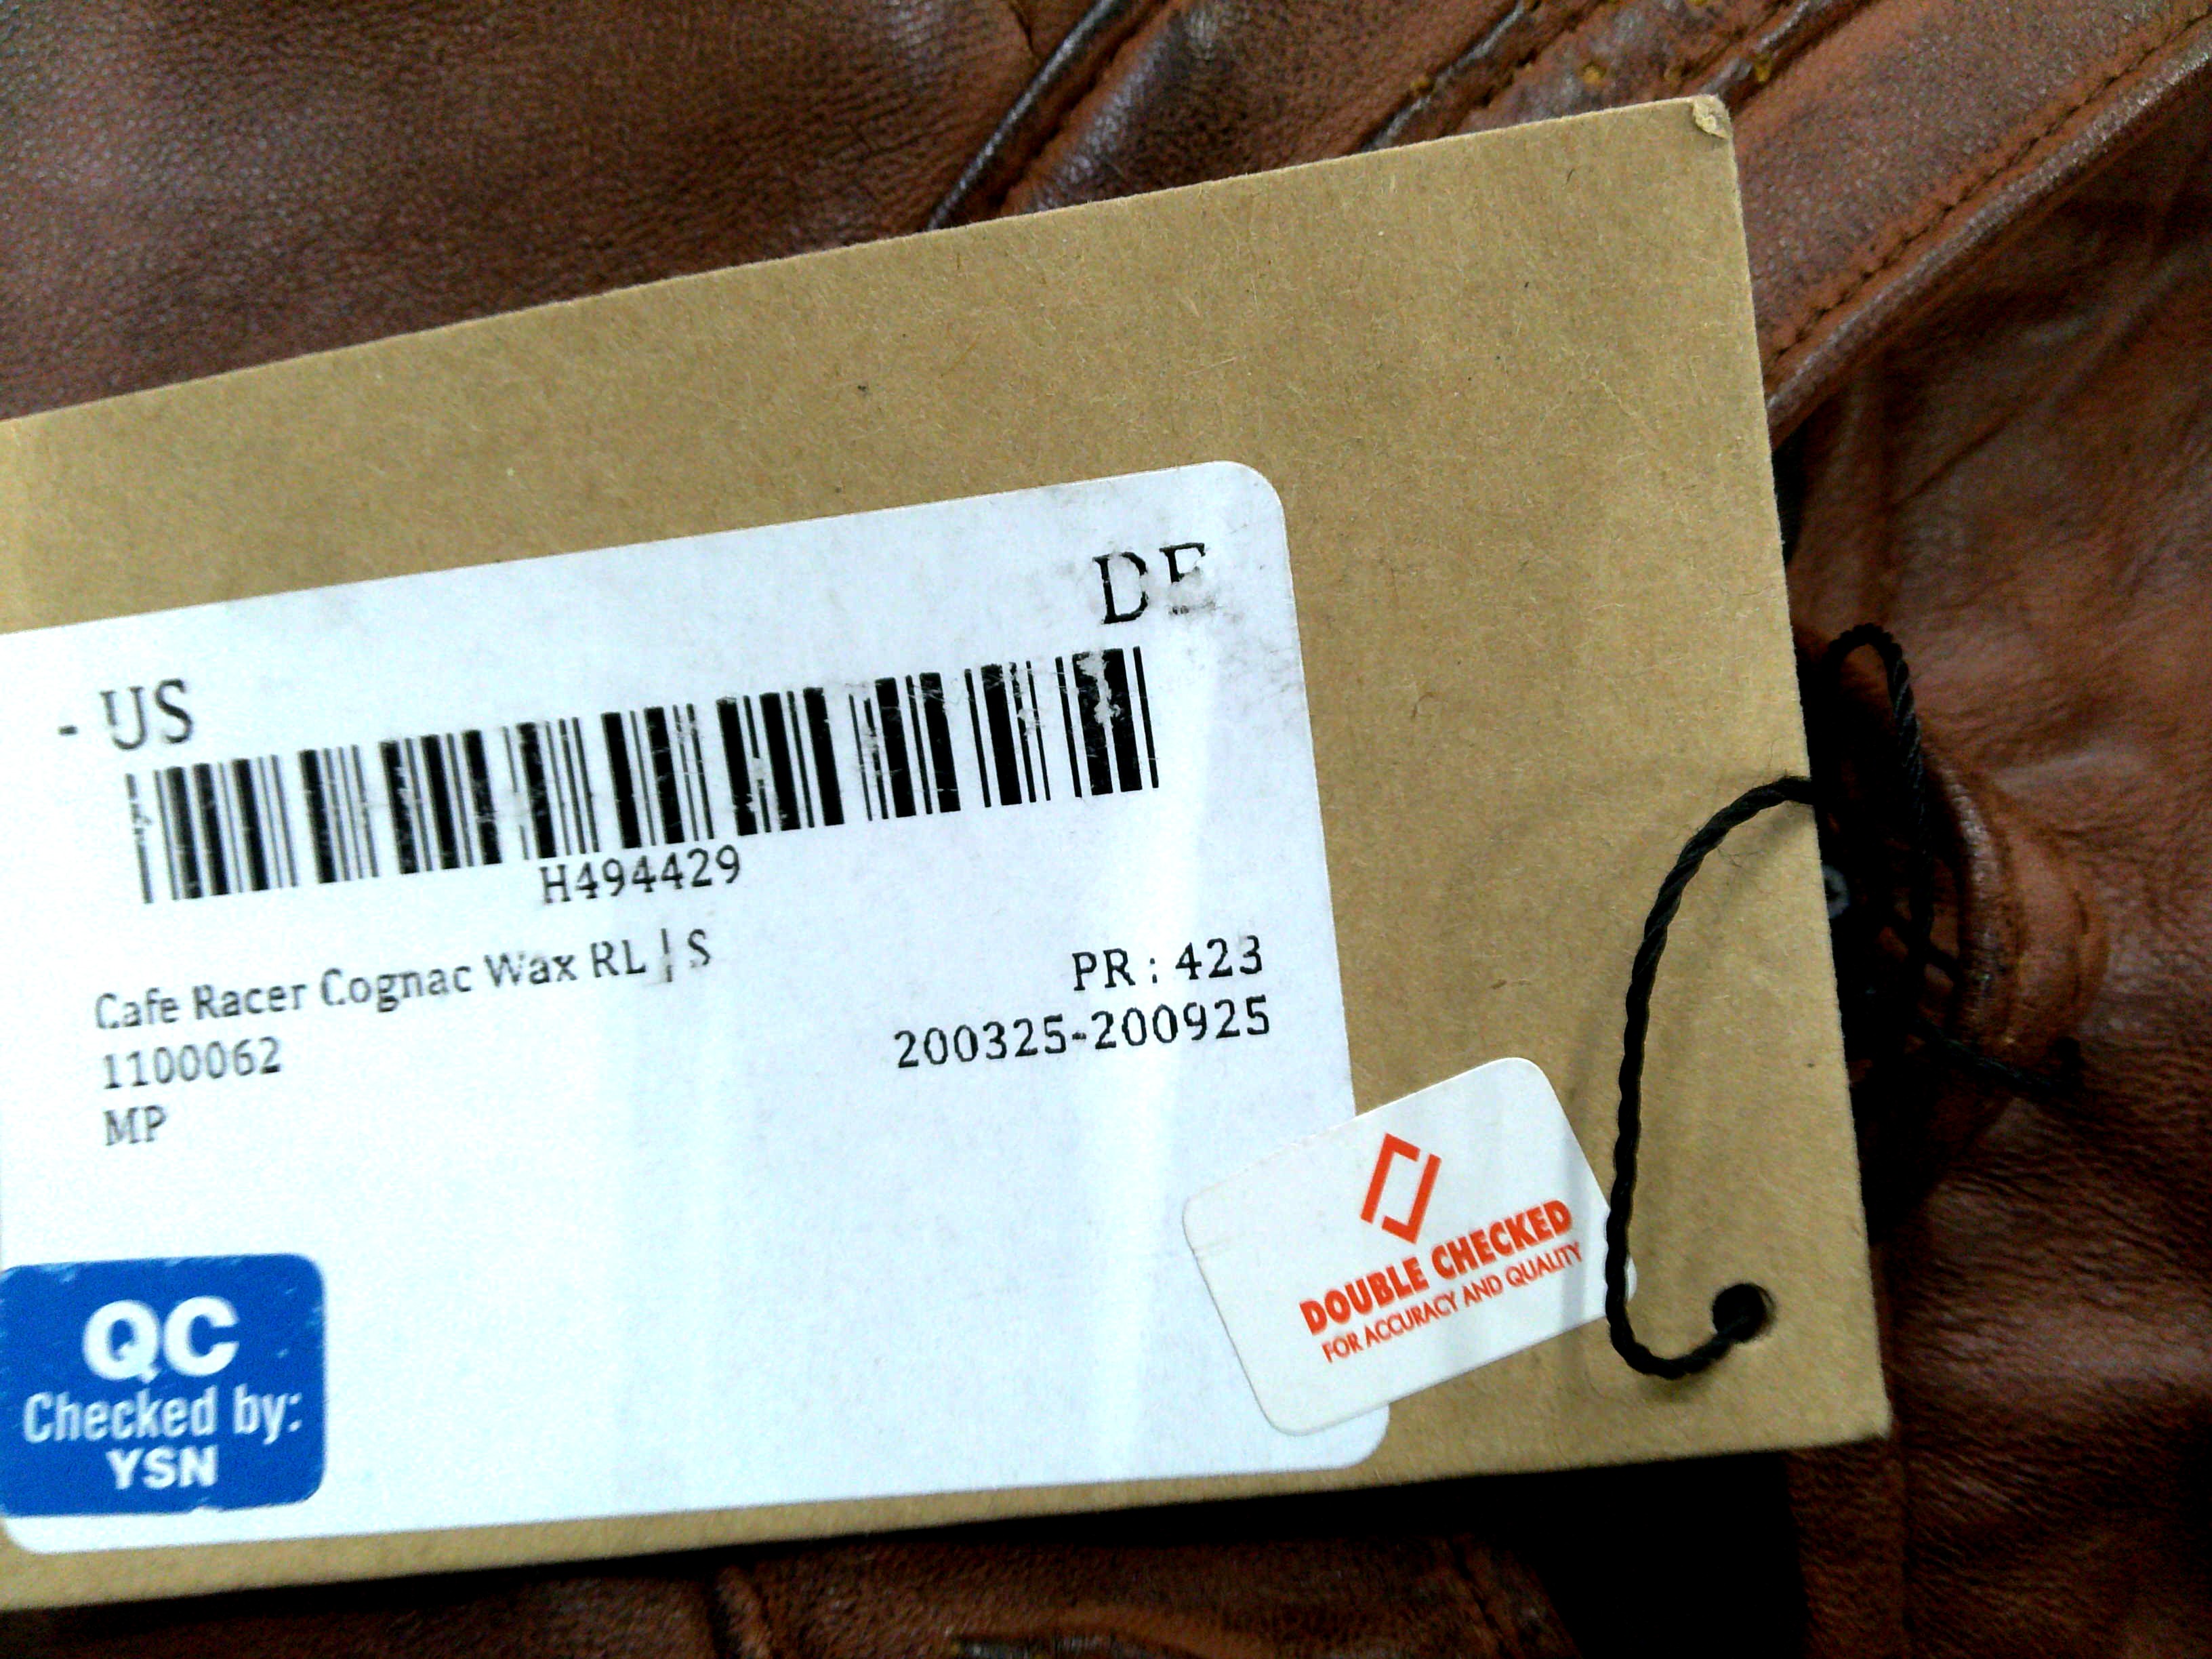 DE
- US
H494429
Cafe Racer Cognac Wax RL | S
PR : 423
1100062
200325-200925
MP
DOUBLE CHECKED
FOR ACCURACY AND QUALITY
QC
Checked by:
YSN